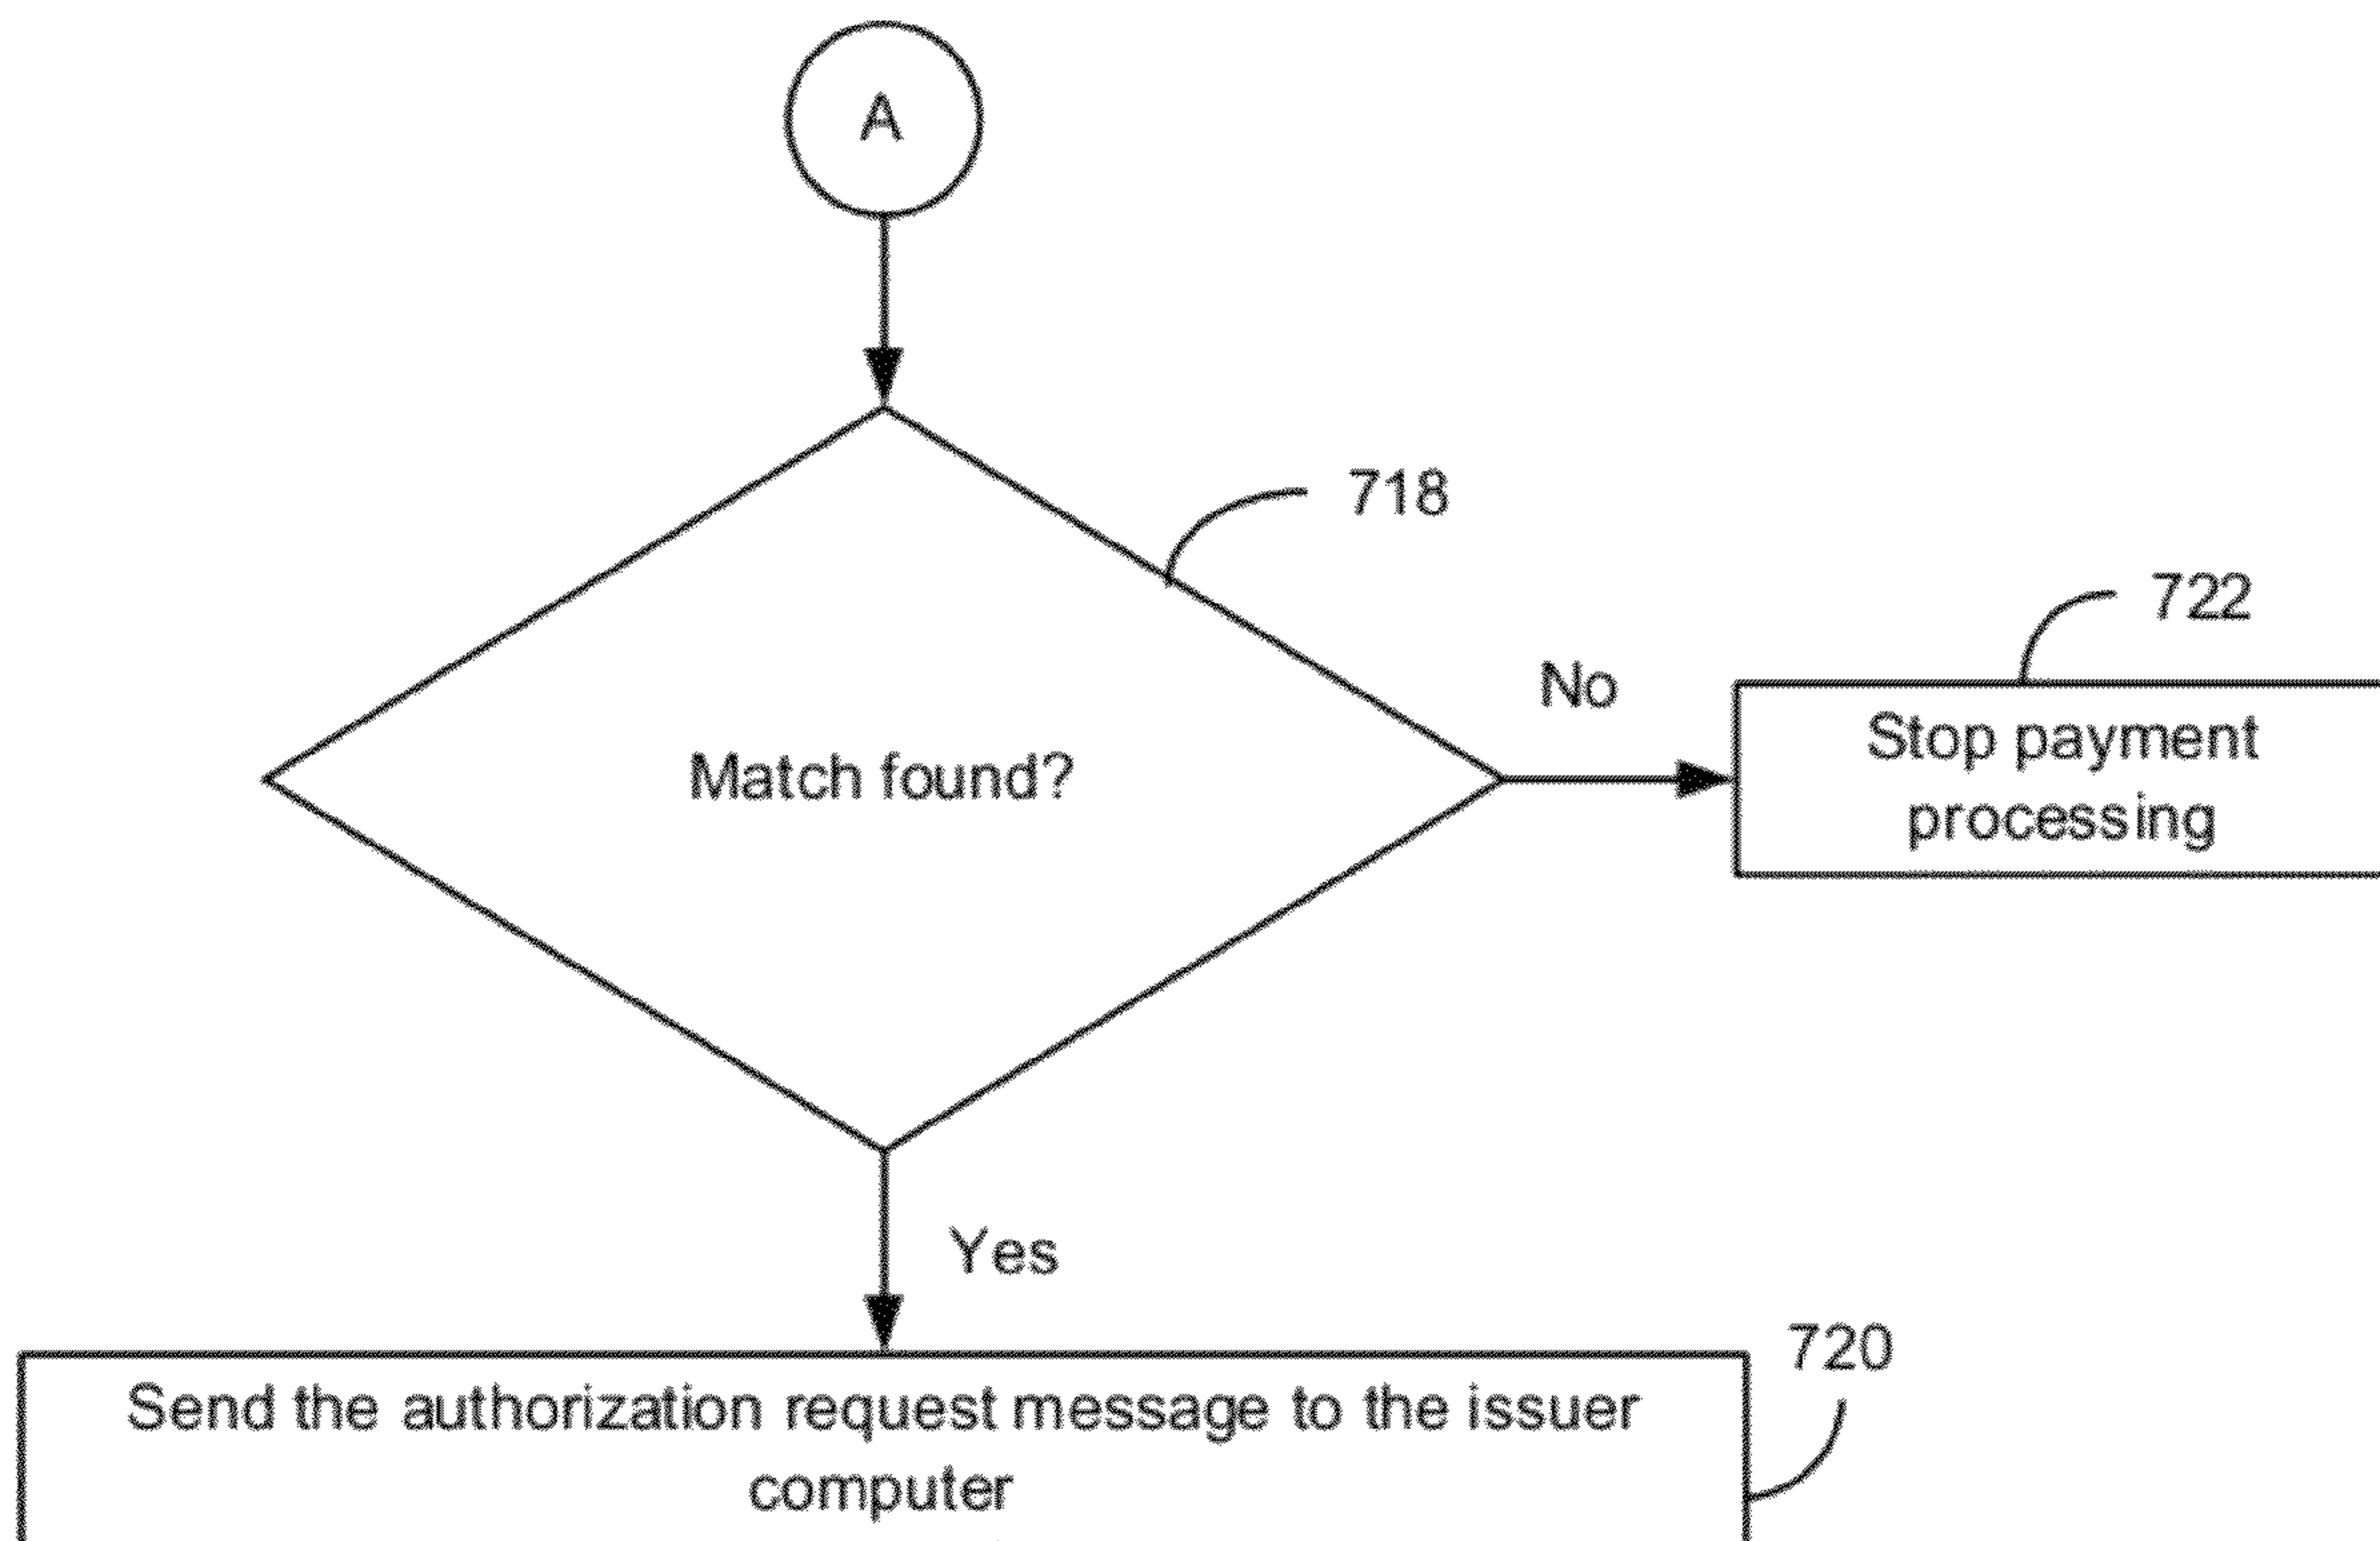 A
718
722
No
Stop payment
processing
Match found?
Yes
720
Send the authorization request message to the issuer
computer